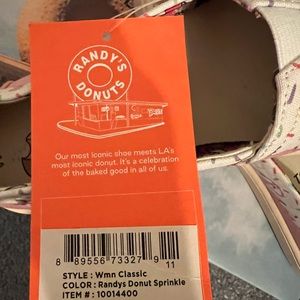 RANDY'S
DONUTS
Our most iconic shoe meets LA's
most iconic donut. It's a celebration
of the baked good in all of us.
8 89556 73327 9
11
STYLE : Wmn Classic
COLOR : Randys Donut Sprinkle
ITEM # : 10014400